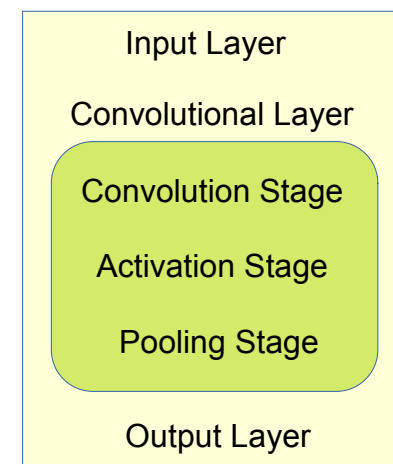 Input Layer
Convolutional Layer
Convolution Stage
Activation Stage
Pooling Stage
Output Layer